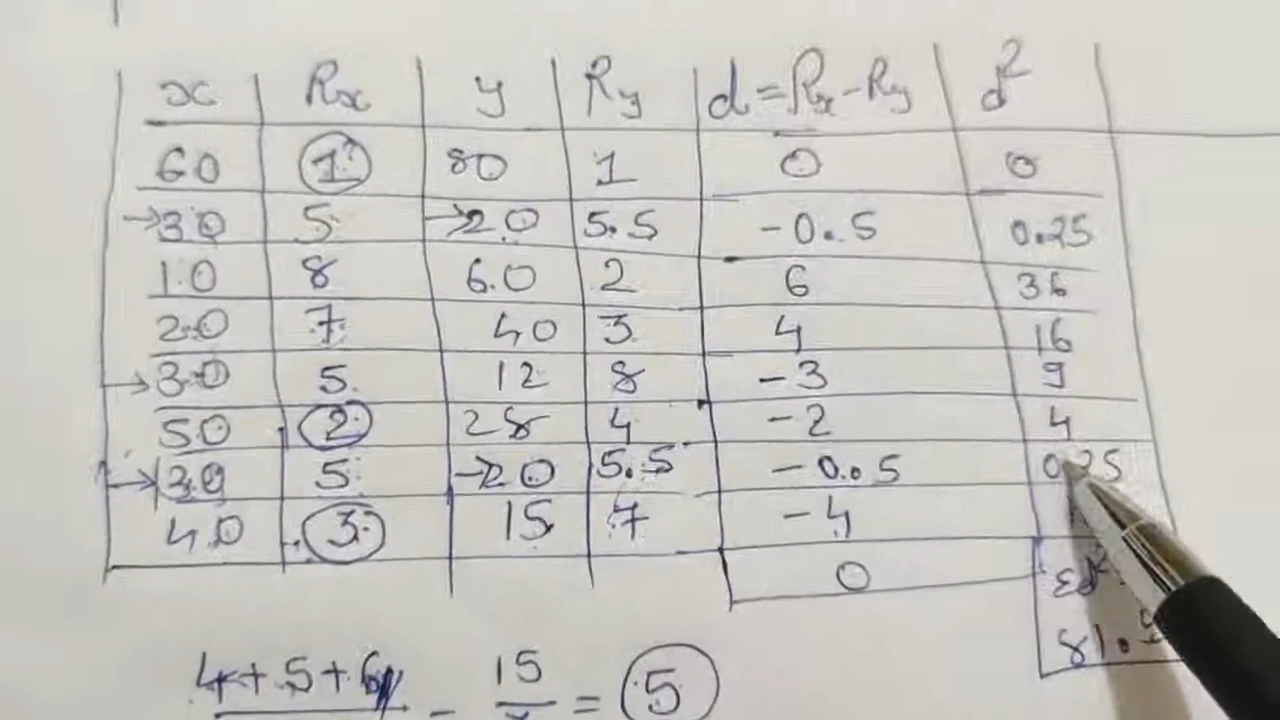 x Rx y Ry d = Rx - Ry d²
60 1 80 1 0 0
→30 5 →20 5.5 -0.5 0.25
10 8 60 2 6 36
20 7 40 3 4 16
→30 5 12 8 -3 9
50 2 28 4 -2 4
→30 5 →20 5.5 -0.5 0.25
40 3 15 7 -4
0 Σd²
81.5
4+5+6 = 15 = 5